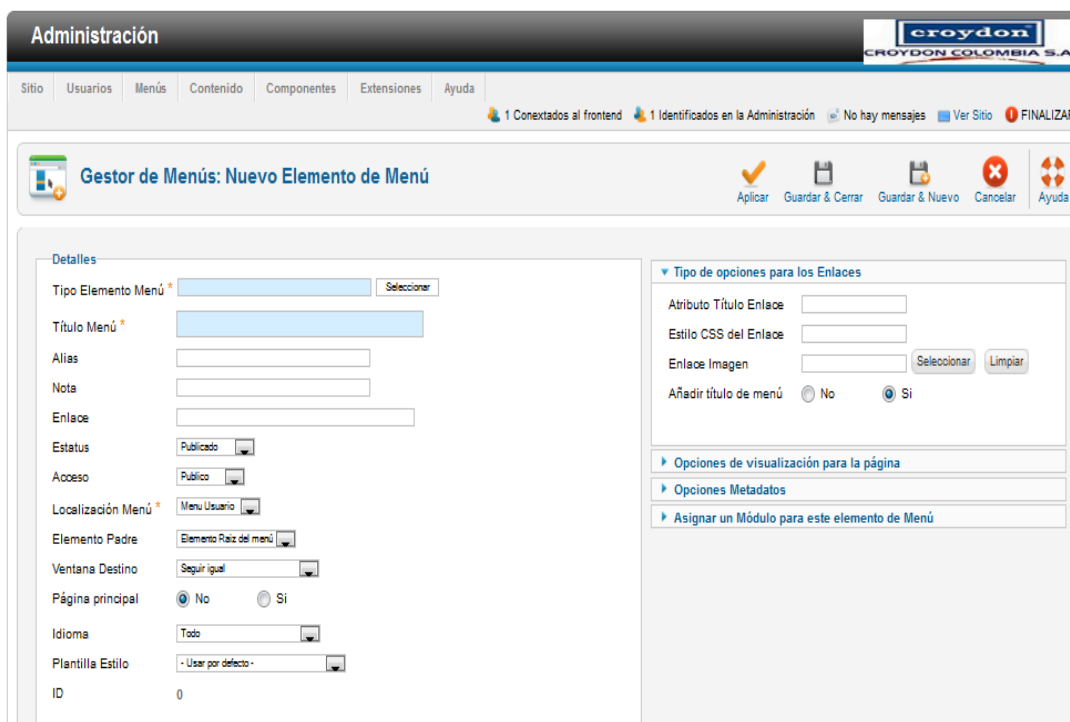 Administración
croydon
CROYDON COLOMBIA S.A
Sitio Usuarios Menús Contenido Componentes Extensiones Ayuda
1 Conectados al frontend 1 Identificados en la Administración No hay mensajes Ver Sitio FINALIZAR
Gestor de Menús: Nuevo Elemento de Menú
Aplicar Guardar & Cerrar Guardar & Nuevo Cancelar Ayuda
Detalles
Tipo Elemento Menú * Seleccionar
Título Menú *
Alias
Nota
Enlace
Estatus Publicado
Acceso Publico
Localización Menú * Menu Usuario
Elemento Padre Elemento Raiz del menú
Ventana Destino Seguir igual
Página principal No Si
Idioma Todo
Plantilla Estilo - Usar por defecto -
ID 0
Tipo de opciones para los Enlaces
Atributo Título Enlace
Estilo CSS del Enlace
Enlace Imagen Seleccionar Limpiar
Añadir título de menú No Si
Opciones de visualización para la página
Opciones Metadatos
Asignar un Módulo para este elemento de Menú